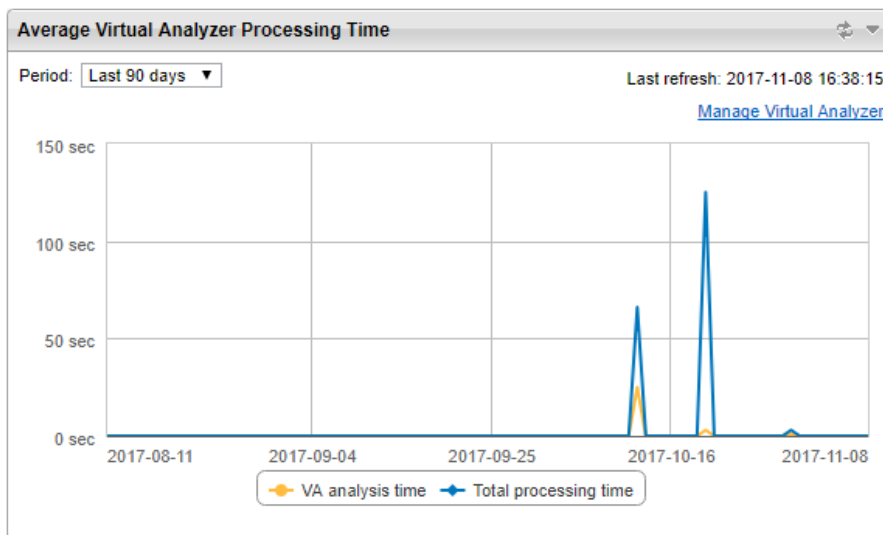 Average Virtual Analyzer Processing Time
Period: Last 90 days ▼
Last refresh: 2017-11-08 16:38:15
Manage Virtual Analyzer
150 sec
100 sec
50 sec
0 sec
2017-08-11 2017-09-04 2017-09-25 2017-10-16 2017-11-08
VA analysis time Total processing time